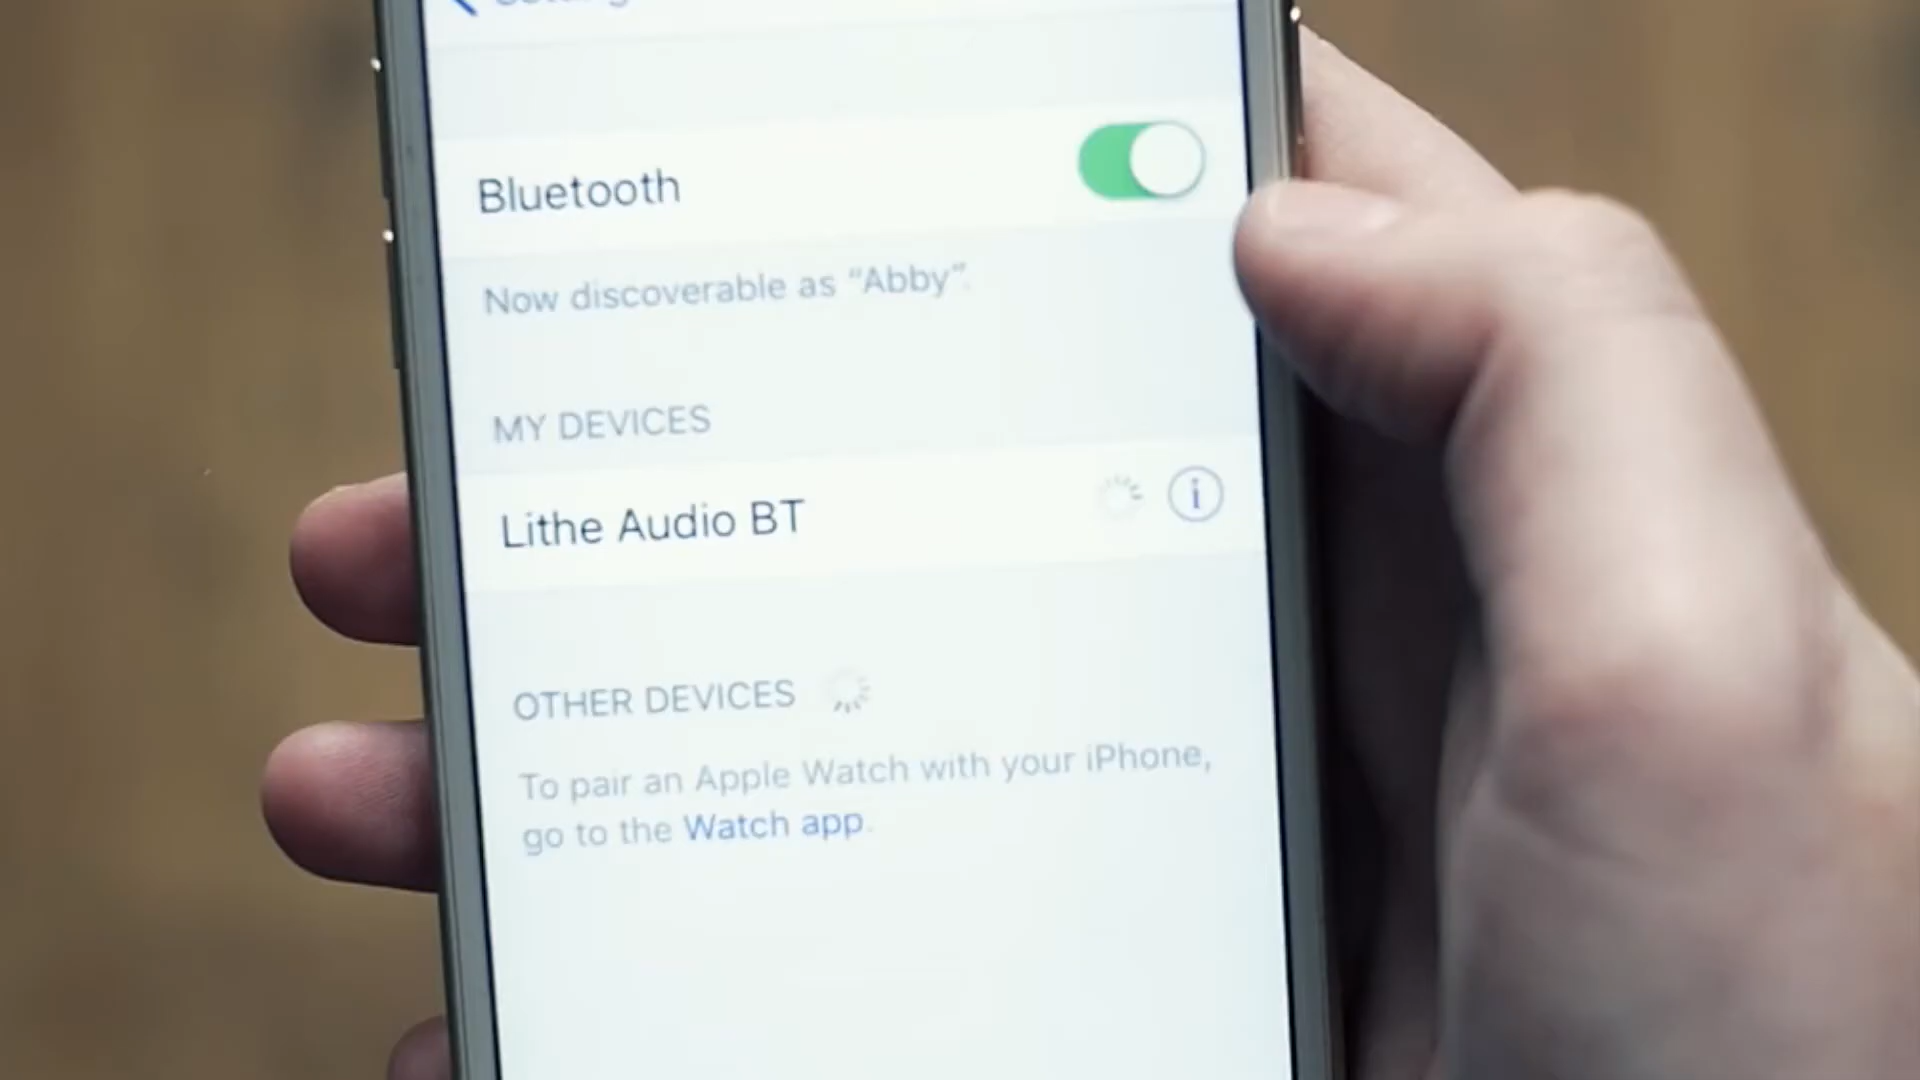 Bluetooth
Now discoverable as “Abby”.
MY DEVICES
Lithe Audio BT
OTHER DEVICES
To pair an Apple Watch with your iPhone,
go to the Watch app.